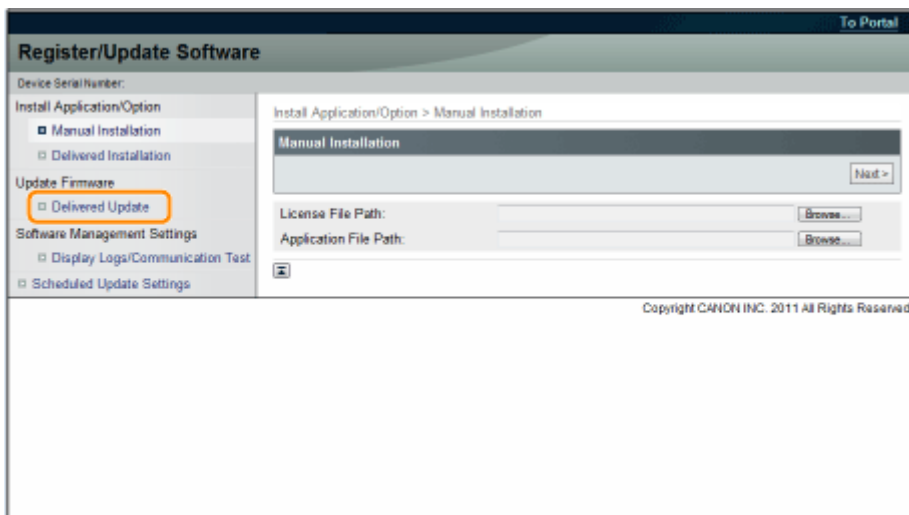 To Portal
Register/Update Software
Device Serial Number:
Install Application/Option
Manual Installation
Delivered Installation
Update Firmware
Delivered Update
Software Management Settings
Display Logs/Communication Test
Scheduled Update Settings
Install Application/Option > Manual Installation
Manual Installation
Next >
License File Path: Browse...
Application File Path: Browse...
Copyright CANON INC. 2011 All Rights Reserved